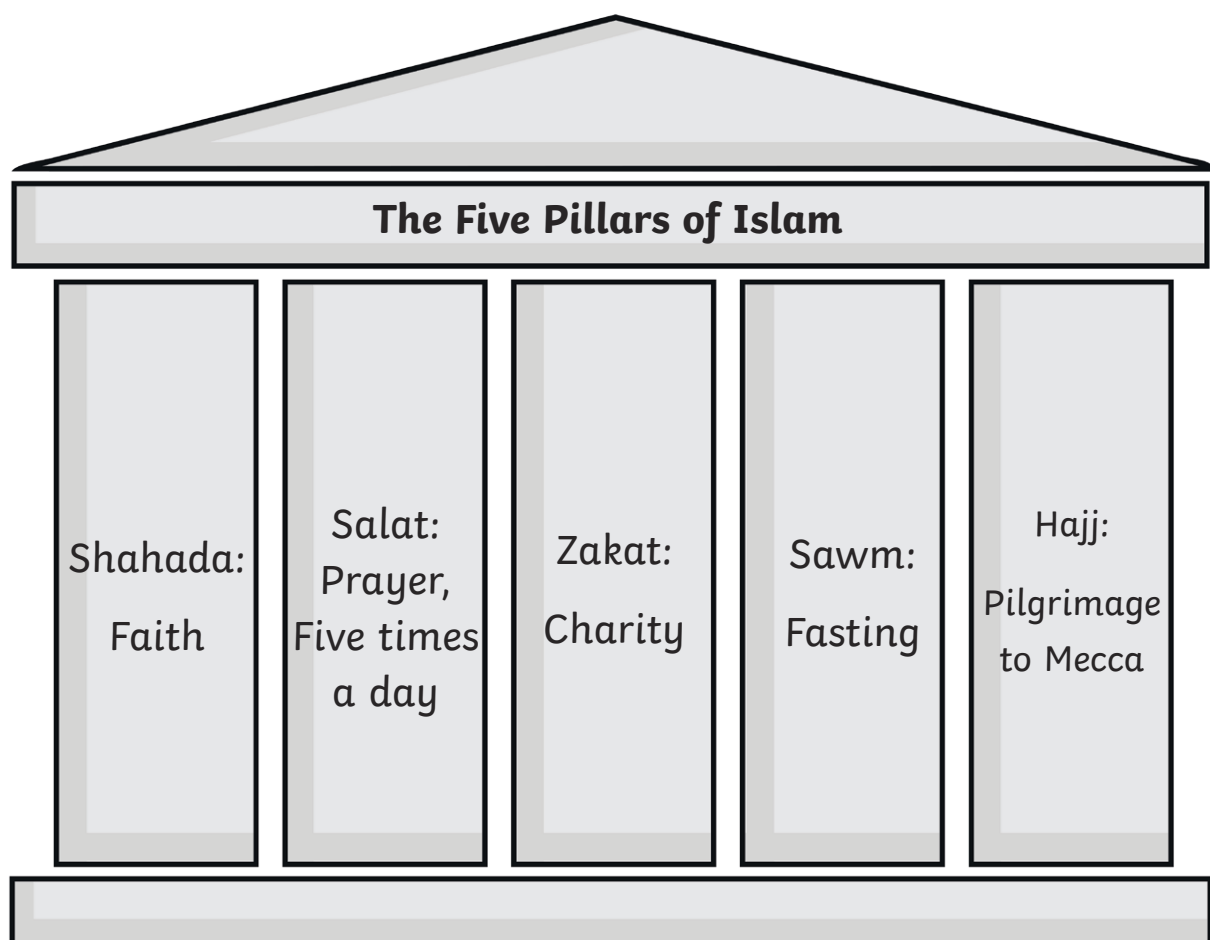 The Five Pillars of Islam
Shahada:
Faith
Salat:
Prayer,
Five times
a day
Zakat:
Charity
Sawm:
Fasting
Hajj:
Pilgrimage
to Mecca